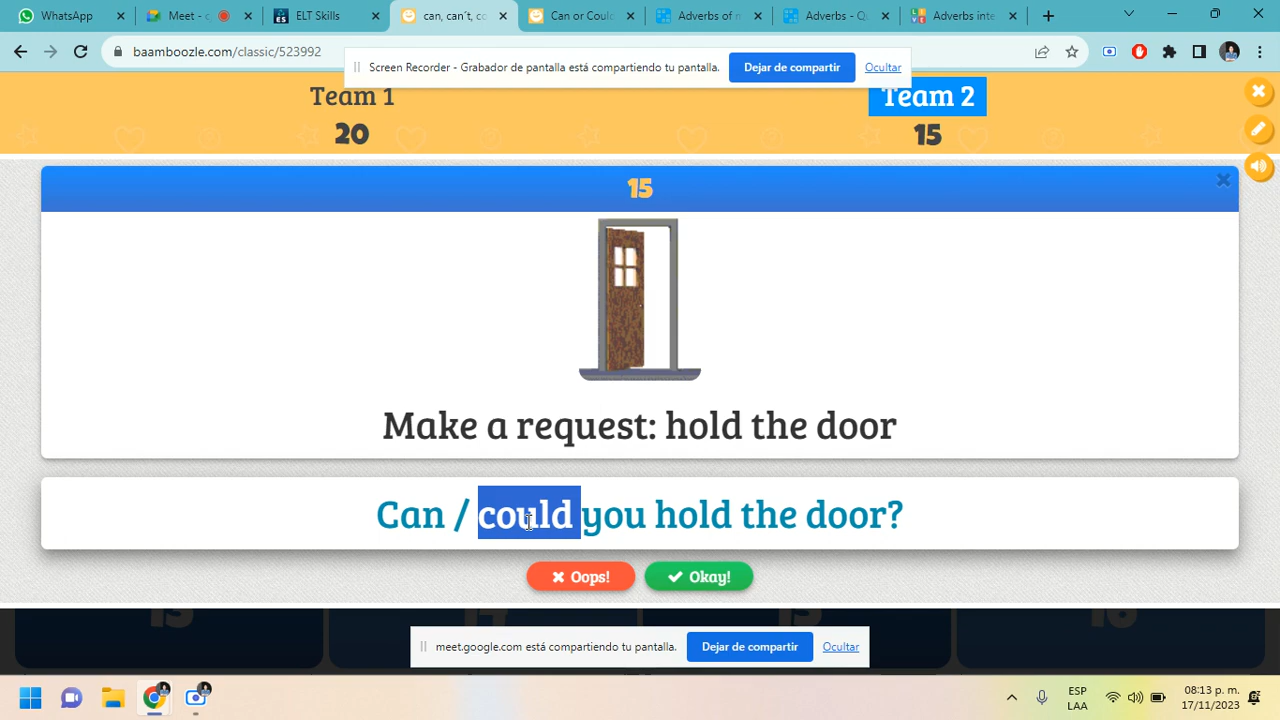 WhatsApp
Meet - c
ELT Skills
can, can´t, co
Can or Could
Adverbs of m
Adverbs - Qu
Adverbs inte
baamboozle.com/classic/523992
Screen Recorder - Grabador de pantalla está compartiendo tu pantalla.
Dejar de compartir
Ocultar
Team 1
Team 2
20
15
15
Make a request: hold the door
Can / could you hold the door?
Oops!
Okay!
meet.google.com está compartiendo tu pantalla.
Dejar de compartir
Ocultar
ESP
LAA
08:13 p. m.
17/11/2023